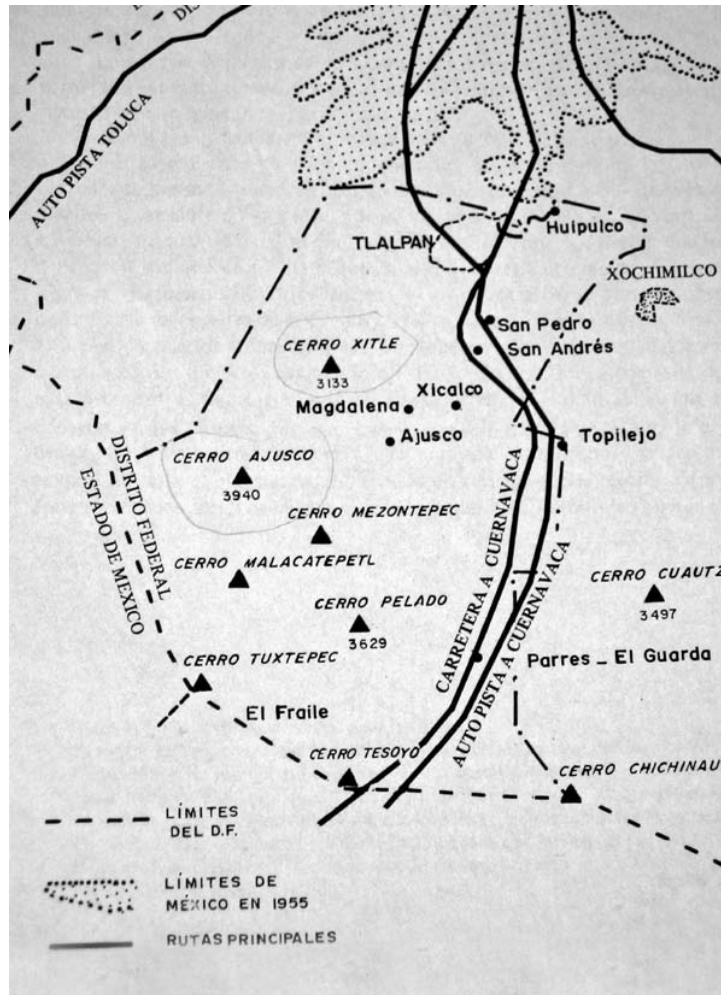 AUTO PISTA TOLUCA
Huipulco
TLALPAN
XOCHIMILCO
San Pedro
CERRO XITLE
San Andrés
3133
Xicalco
Magdalena
Ajusco
Topilejo
CERRO AJUSCO
3940
DISTRITO FEDERAL
ESTADO DE MEXICO
CERRO MEZONTEPEC
CERRO MALACATEPETL
CARRETERA A CUERNAVACA
AUTO PISTA A CUERNAVACA
CERRO CUAUTZ
3497
CERRO PELADO
3629
CERRO TUXTEPEC
Parres _ El Guarda
El Fraile
CERRO TESOYO
CERRO CHICHINAU
LÍMITES
DEL D.F.
LÍMITES DE
MÉXICO EN 1955
RUTAS PRINCIPALES